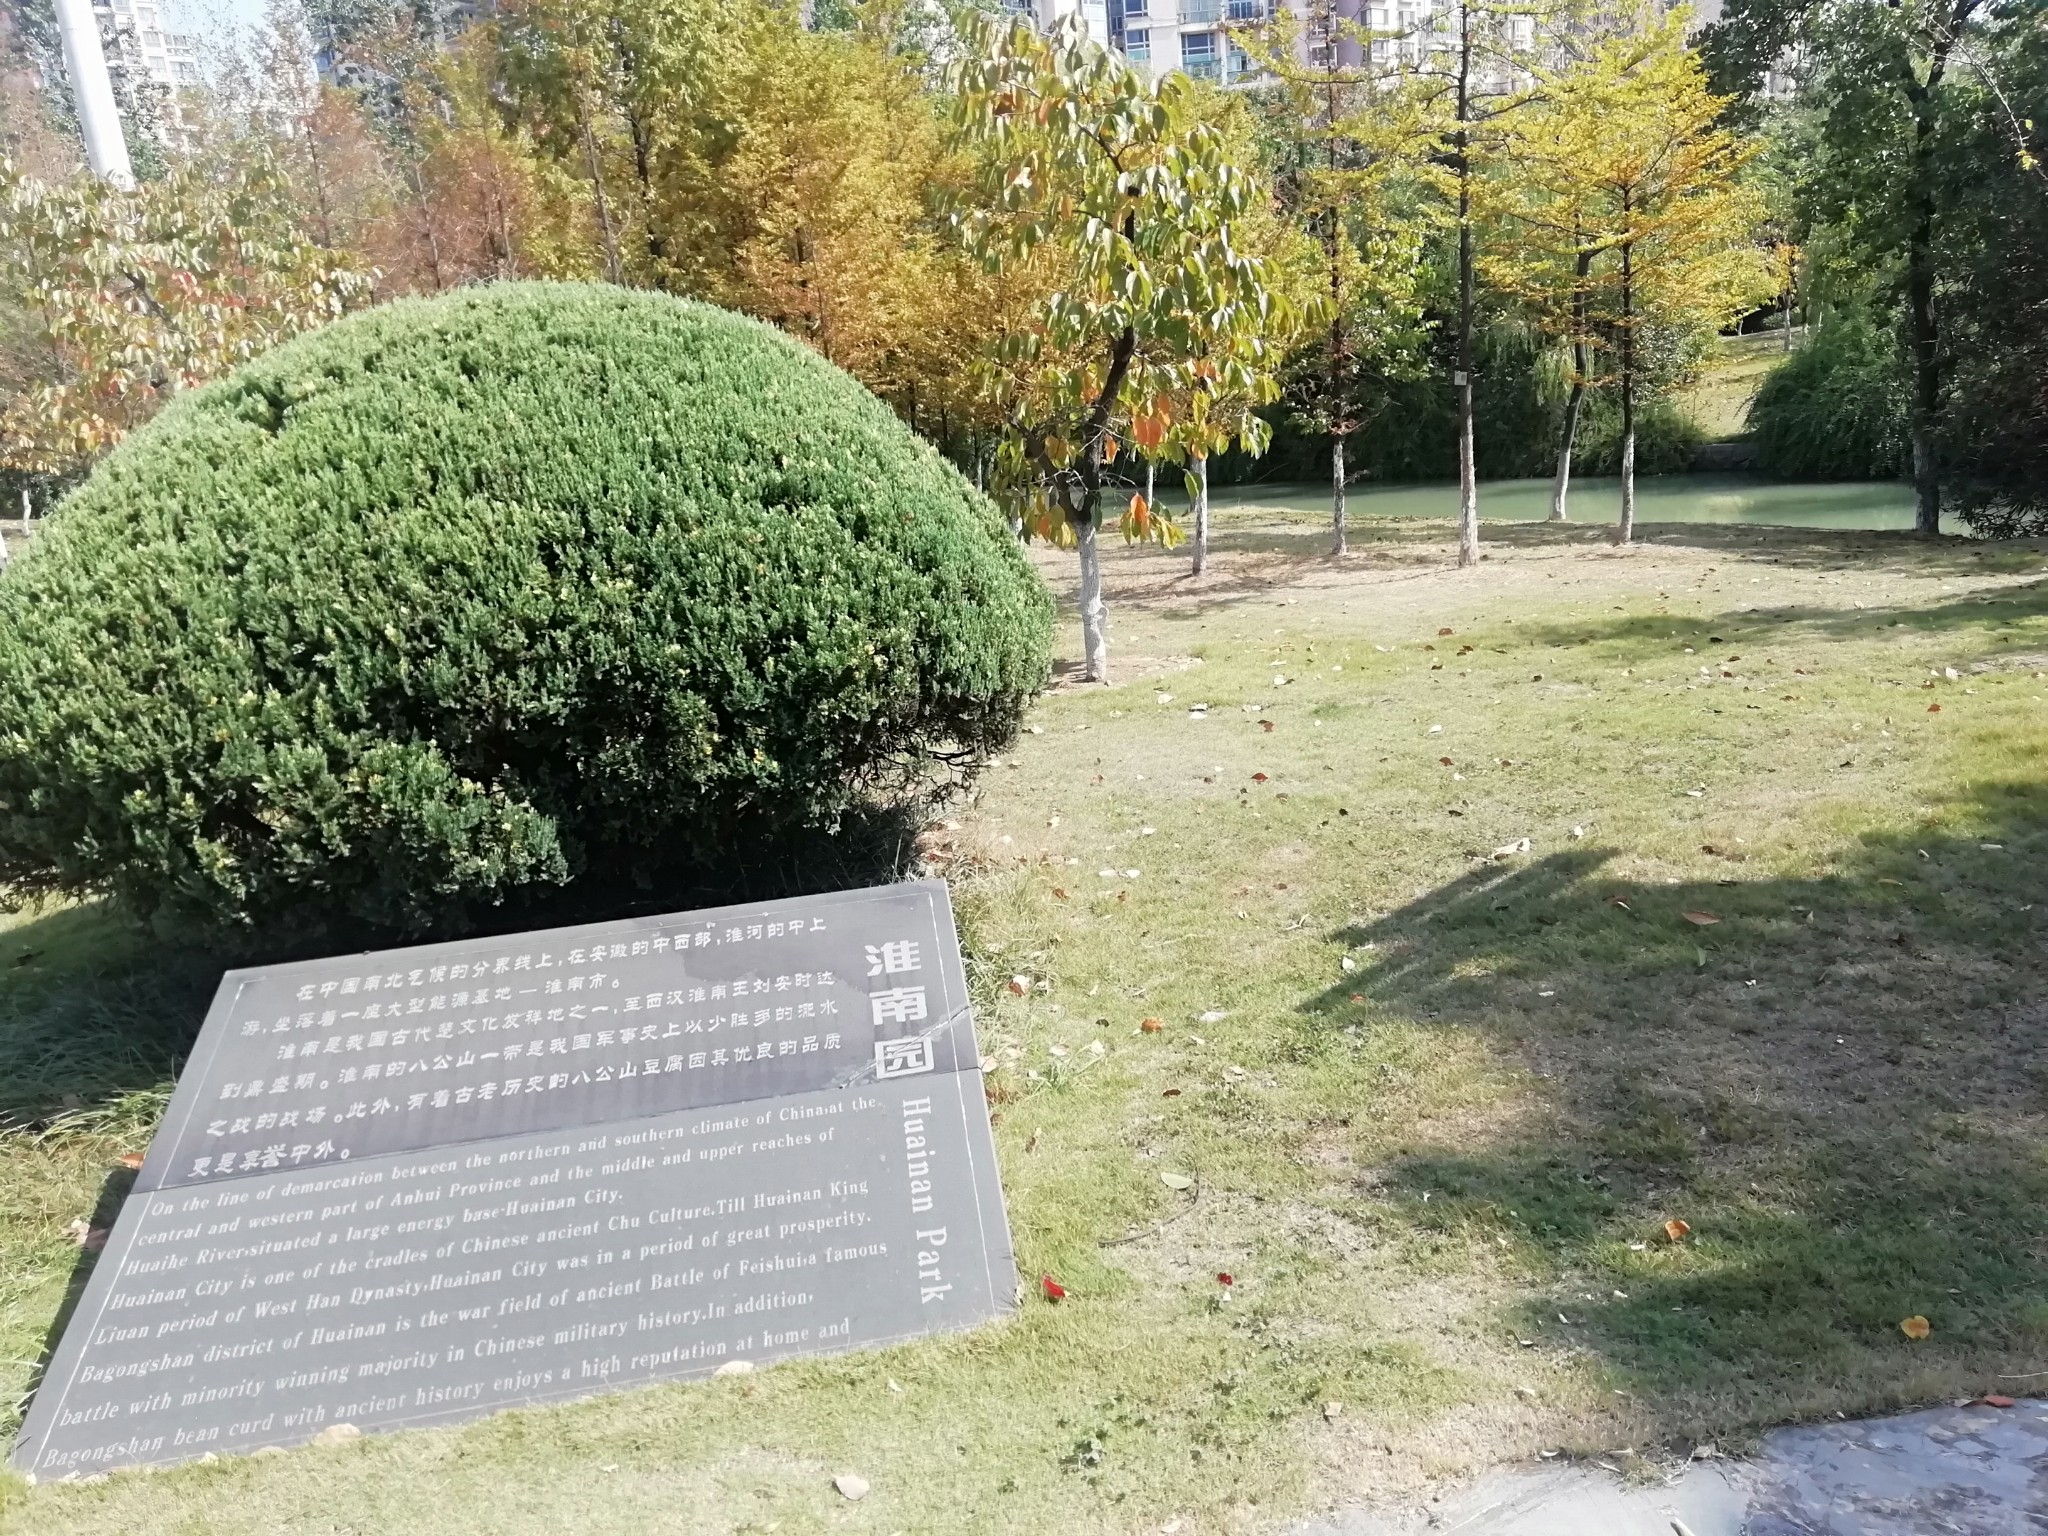 淮南园
在中国南北气候的分界线上，在安徽的中西部，淮河的中上
游，坐落着一座大型能源基地—淮南市。
淮南是我国古代楚文化发祥地之一，至西汉淮南王刘安时达
到鼎盛期。淮南的八公山一带是我国军事史上以少胜多的淝水
之战的战场。此外，有着古老历史的八公山豆腐因其优良的品质
更是享誉中外。
Huainan Park
On the line of demarcation between the northern and southern climate of China,at the
central and western part of Anhui Province and the middle and upper reaches of
Huaihe River,situated a large energy base-Huainan City.
Huainan City is one of the cradles of Chinese ancient Chu Culture.Till Huainan King
Liuan period of West Han Dynasty,Huainan City was in a period of great prosperity.
Bagongshan district of Huainan is the war field of ancient Battle of Feishui,a famous
battle with minority winning majority in Chinese military history.In addition,
Bagongshan bean curd with ancient history enjoys a high reputation at home and